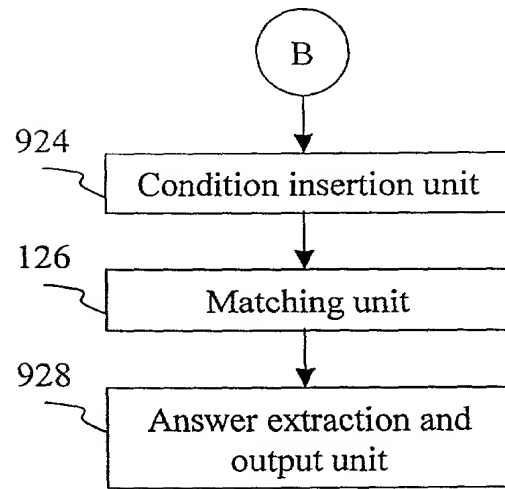 B
924
Condition insertion unit
126
Matching unit
928
Answer extraction and
output unit